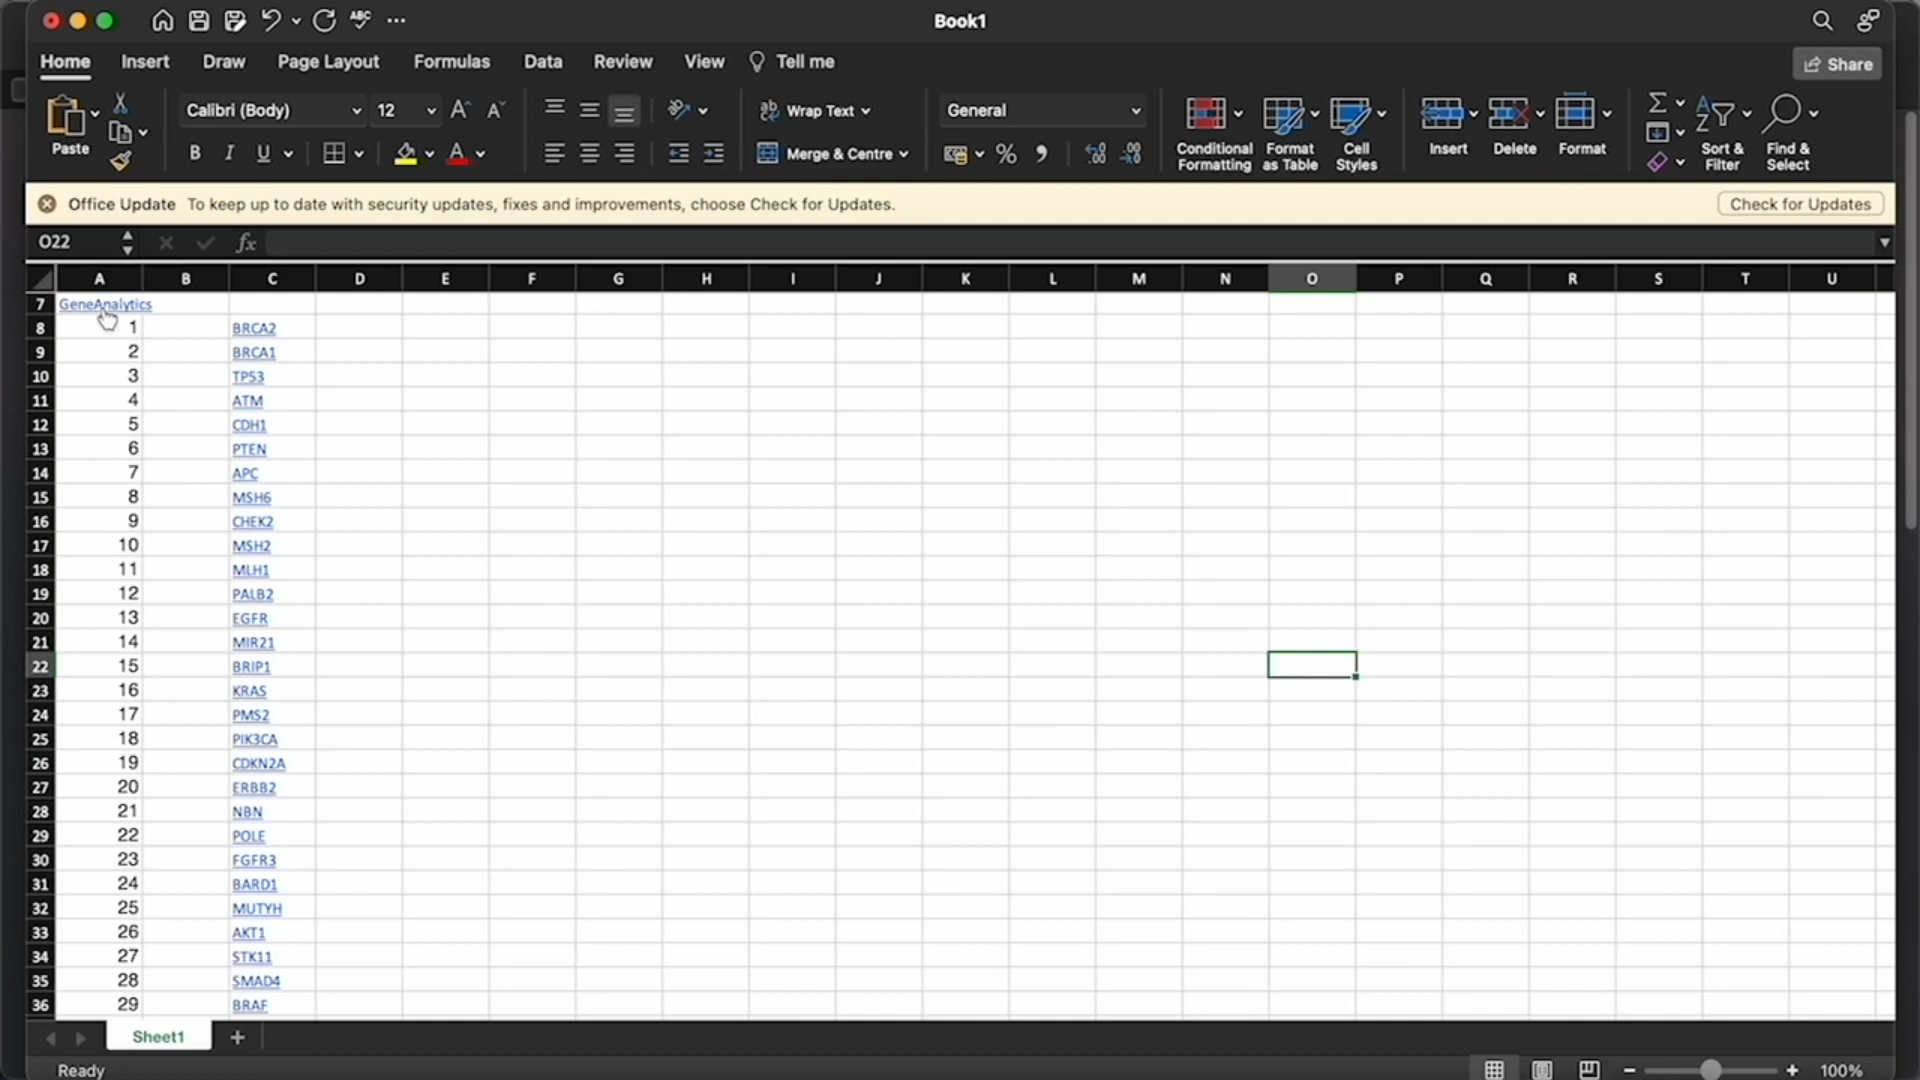 Book1
Home Insert Draw Page Layout Formulas Data Review View Tell me Share
Paste Calibri (Body) 12 Wrap Text General Conditional Formatting Format as Table Cell Styles Insert Delete Format Sort & Filter Find & Select
B I U A Merge & Centre
Office Update To keep up to date with security updates, fixes and improvements, choose Check for Updates. Check for Updates
O22 fx
A B C D E F G H I J K L M N O P Q R S T U
7 GeneAnalytics
8 1 BRCA2
9 2 BRCA1
10 3 TP53
11 4 ATM
12 5 CDH1
13 6 PTEN
14 7 APC
15 8 MSH6
16 9 CHEK2
17 10 MSH2
18 11 MLH1
19 12 PALB2
20 13 EGFR
21 14 MIR21
22 15 BRIP1
23 16 KRAS
24 17 PMS2
25 18 PIK3CA
26 19 CDKN2A
27 20 ERBB2
28 21 NBN
29 22 POLE
30 23 FGFR3
31 24 BARD1
32 25 MUTYH
33 26 AKT1
34 27 STK11
35 28 SMAD4
36 29 BRAF
Sheet1
Ready 100%